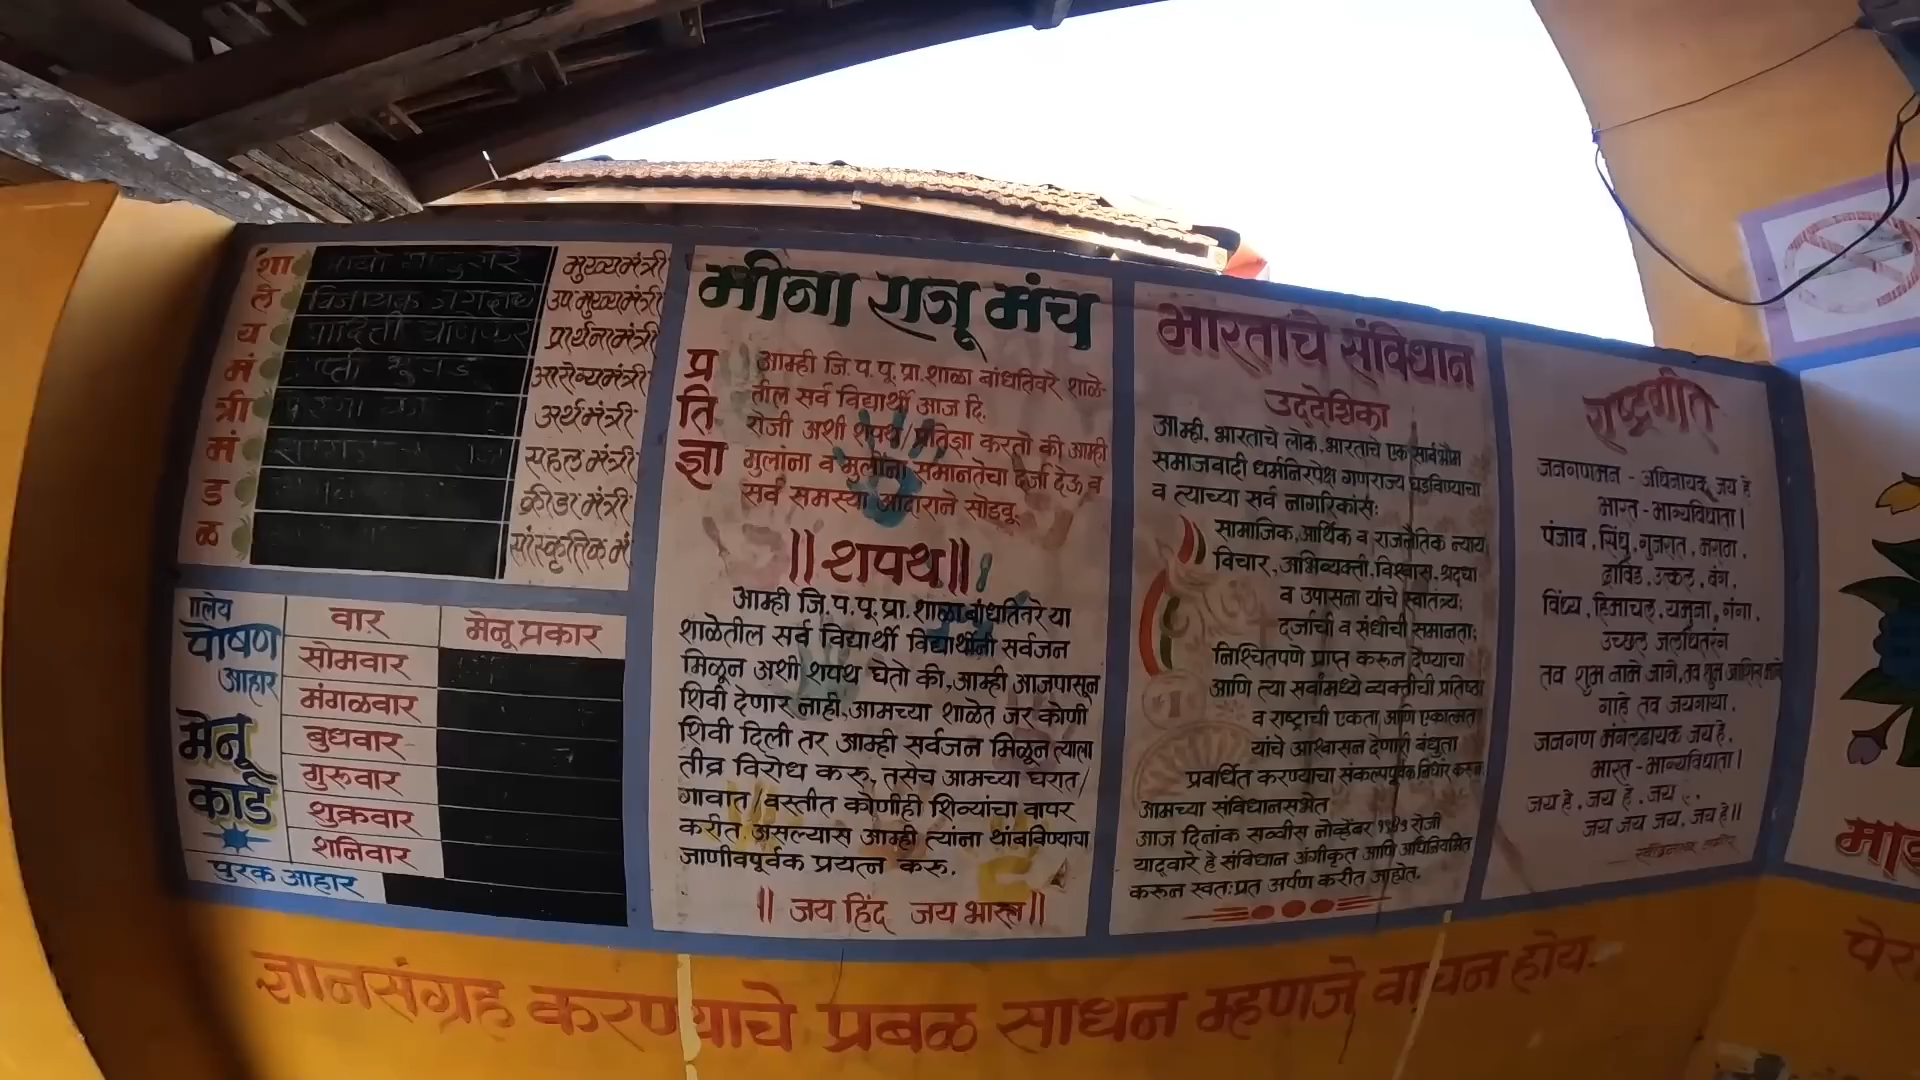 शालेय मंत्रीमंडळ
मुख्यमंत्री
विनायक
उपमुख्यमंत्री
प्रार्थनामंत्री
आरोग्यमंत्री
अर्थमंत्री
सहल मंत्री
क्रीडा मंत्री
सांस्कृतिक मं
पोषण
आहार
मेनू
कार्ड
वार
मेनू प्रकार
सोमवार
मंगळवार
बुधवार
गुरूवार
शुक्रवार
शनिवार
पुरक आहार
मीना राजू मंच
प्रतिज्ञा
आम्ही जि.प.पू.प्रा.शाळा बांधतिवरे शाळे-
तील सर्व विद्यार्थी आज दि.
रोजी अशी शपथ/प्रतिज्ञा करतो की आम्ही
मुलांना व मुलींना समानतेचा दर्जा देऊ व
सर्व समस्या आदाराने सोडवू.
॥ शपथ ॥
आम्ही जि.प.पू.प्रा.शाळा बांधतिवरे या
शाळेतील सर्व विद्यार्थी विद्यार्थीनी सर्वजन
मिळून अशी शपथ घेतो की, आम्ही आजपासून
शिवी देणार नाही, आमच्या शाळेत जर कोणी
शिवी दिली तर आम्ही सर्वजन मिळून त्याला
तीव्र विरोध करू, तसेच आमच्या घरात/
गावात/वस्तीत कोणीही शिव्यांचा वापर
करीत असल्यास आम्ही त्यांना थांबविण्याचा
जाणीवपूर्वक प्रयत्न करू.
॥ जय हिंद जय भारत ॥
भारताचे संविधान
उद्देशिका
आम्ही, भारताचे लोक, भारताचे एक सार्वभौम
समाजवादी धर्मनिरपेक्ष गणराज्य घडविण्याचा
व त्याच्या सर्व नागरिकांसः
सामाजिक, आर्थिक व राजनैतिक न्याय,
विचार, अभिव्यक्ती, विश्वास, श्रद्धा
व उपासना यांचे स्वातंत्र्य;
दर्जाची व संधीची समानता;
निश्चितपणे प्राप्त करून देण्याचा
आणि त्या सर्वांमध्ये व्यक्तीची प्रतिष्ठा
व राष्ट्राची एकता आणि एकात्मता
यांचे आश्वासन देणारी बंधुता
प्रवर्धित करण्याचा संकल्पपूर्वक निर्धार करून,
आमच्या संविधानसभेत
आज दिनांक सव्वीस नोव्हेंबर १९४९ रोजी
याद्वारे हे संविधान अंगीकृत आणि अधिनियमित
करून स्वतःप्रत अर्पण करीत आहोत.
राष्ट्रगीत
जनगणमन - अधिनायक जय हे
भारत - भाग्यविधाता।
पंजाब, सिंधु, गुजरात, मराठा,
द्राविड, उत्कल, बंग,
विंध्य, हिमाचल, यमुना, गंगा,
उच्छल जलधितरंग
तव शुभ नामे जागे, तव शुभ आशिस मागे
गाहे तव जयगाथा,
जनगण मंगलदायक जय हे,
भारत - भाग्यविधाता।
जय हे, जय हे, जय
जय जय जय, जय हे॥
ज्ञानसंग्रह करण्याचे प्रबळ साधन म्हणजे वाचन होय.